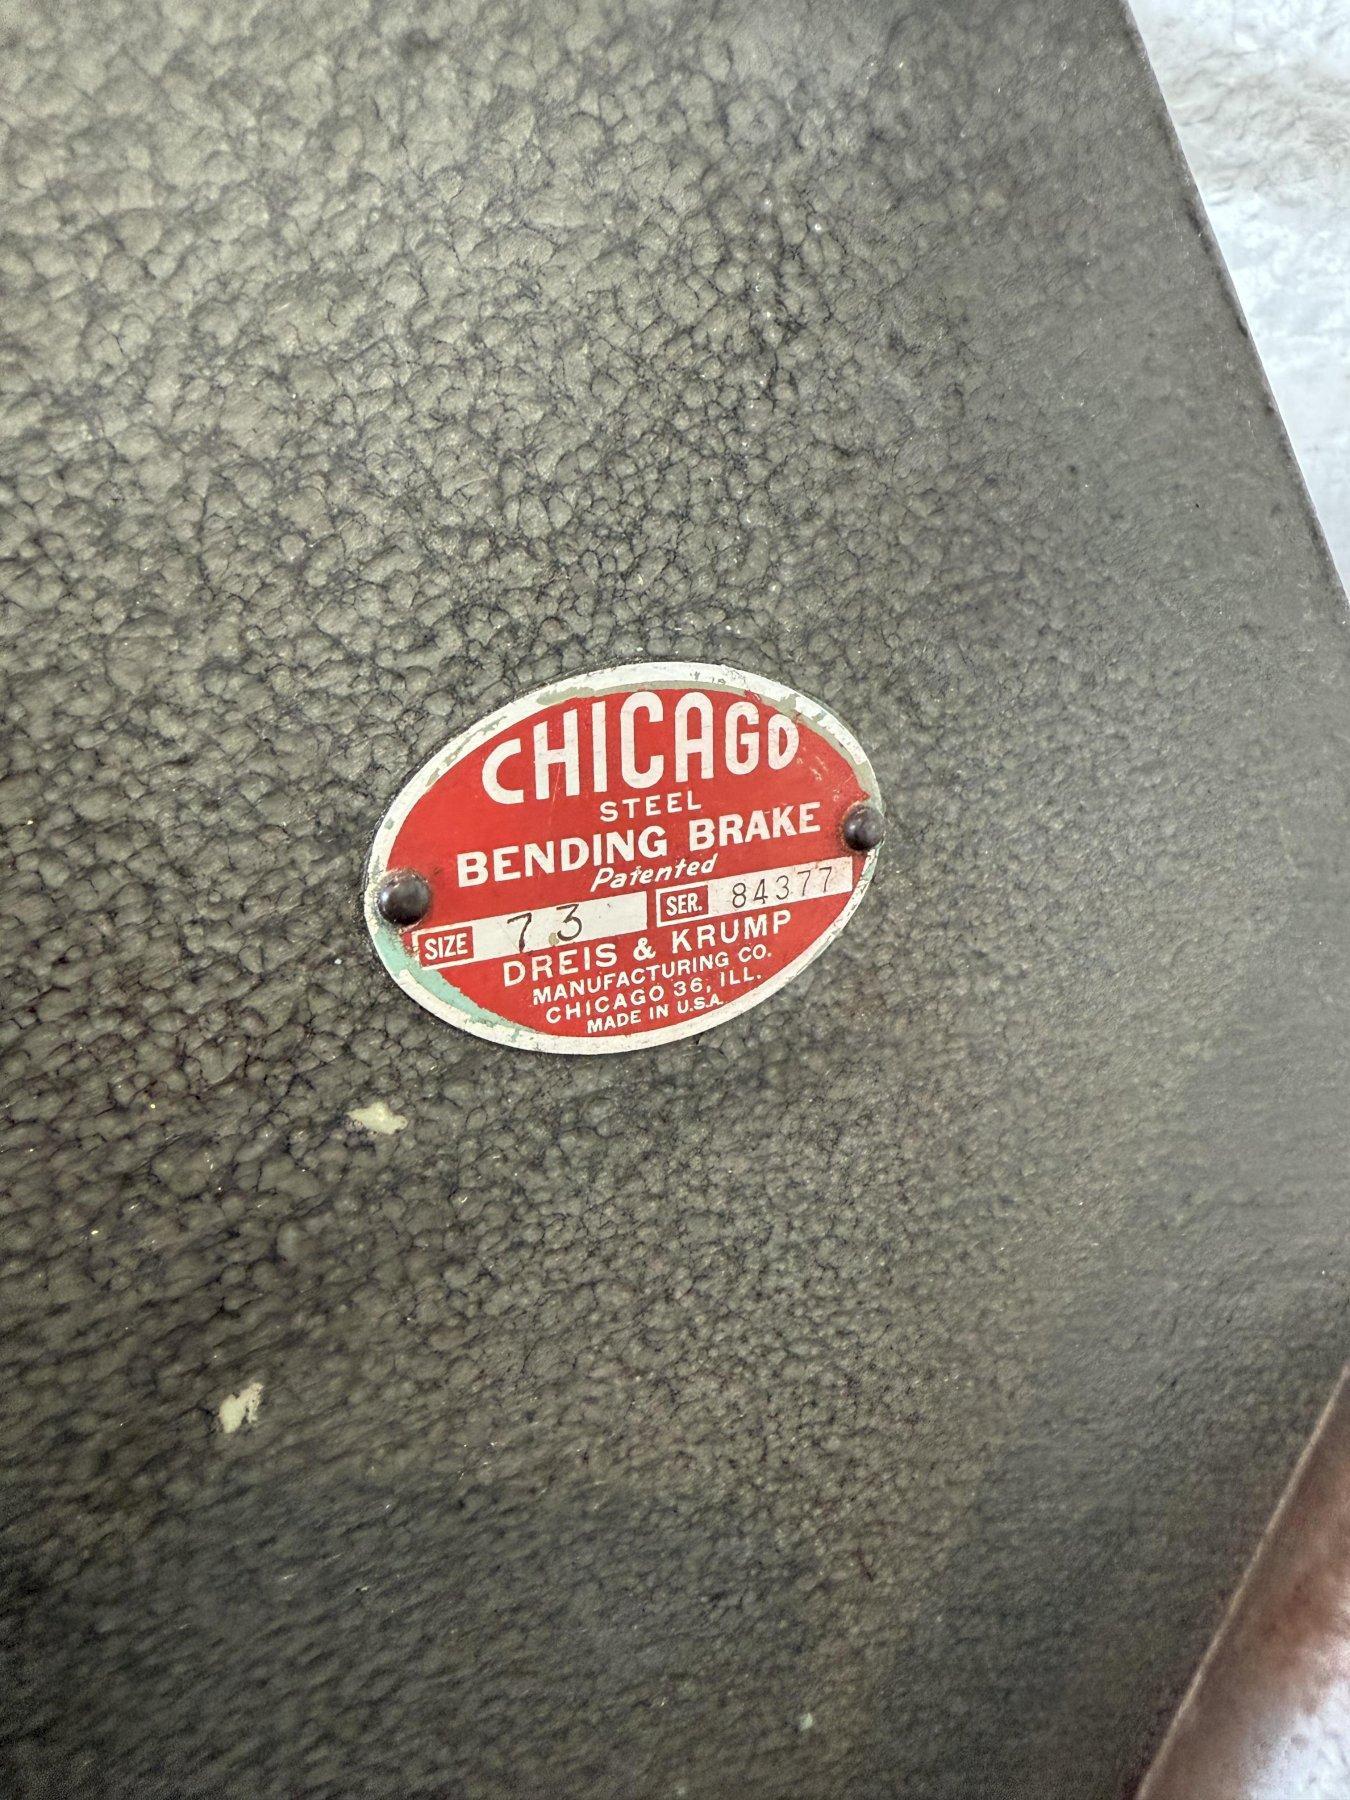 CHICAGO
STEEL
BENDING BRAKE
Patented
SIZE 73 SER. 84377
DREIS & KRUMP
MANUFACTURING CO.
CHICAGO 36, ILL.
MADE IN U.S.A.